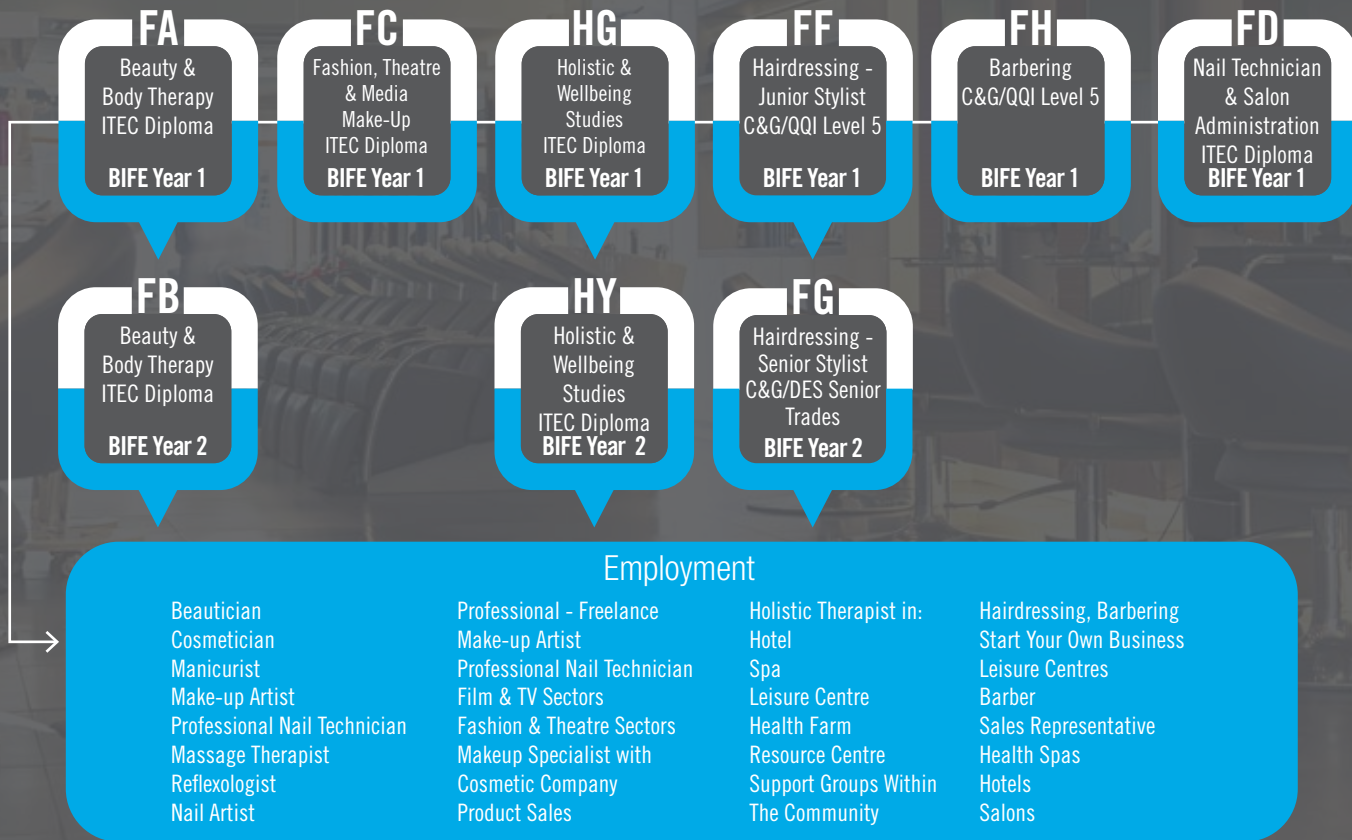 FA
Beauty &
Body Therapy
ITEC Diploma
BIFE Year 1
FC
Fashion, Theatre
& Media
Make-Up
ITEC Diploma
BIFE Year 1
HG
Holistic &
Wellbeing
Studies
ITEC Diploma
BIFE Year 1
FF
Hairdressing -
Junior Stylist
C&G/QQI Level 5
BIFE Year 1
FH
Barbering
C&G/QQI Level 5
BIFE Year 1
FD
Nail Technician
& Salon
Administration
ITEC Diploma
BIFE Year 1
FB
Beauty &
Body Therapy
ITEC Diploma
BIFE Year 2
HY
Holistic &
Wellbeing
Studies
ITEC Diploma
BIFE Year 2
FG
Hairdressing -
Senior Stylist
C&G/DES Senior
Trades
BIFE Year 2
Employment
Beautician
Cosmetician
Manicurist
Make-up Artist
Professional Nail Technician
Massage Therapist
Reflexologist
Nail Artist
Professional - Freelance
Make-up Artist
Professional Nail Technician
Film & TV Sectors
Fashion & Theatre Sectors
Makeup Specialist with
Cosmetic Company
Product Sales
Holistic Therapist in:
Hotel
Spa
Leisure Centre
Health Farm
Resource Centre
Support Groups Within
The Community
Hairdressing, Barbering
Start Your Own Business
Leisure Centres
Barber
Sales Representative
Health Spas
Hotels
Salons